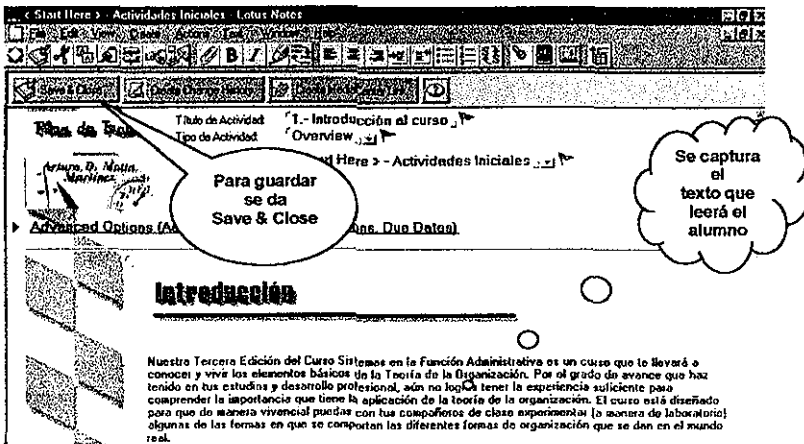 < Start Here > - Actividades Iniciales - Lotus Notes
File Edit View Create Actions Text Window Help
Save & Close Create Change History
Título de Actividad: 1.- Introducción al curso
Tipo de Actividad: Overview
Here > - Actividades Iniciales
Arturo D. Motta
Martínez
Para guardar
se da
Save & Close
Se captura
el
texto que
leerá el
alumno
Advanced Options
Due Dates)
Introducción
Nuestra Tercera Edición del Curso Sistemas en la Función Administrativa es un curso que te llevará a
conocer y vivir los elementos básicos de la Teoría de la Organización. Por el grado de avance que haz
tenido en tus estudios y desarrollo profesional, aún no logras tener la experiencia suficiente para
comprender la importancia que tiene la aplicación de la teoría de la organización. El curso está diseñado
para que de manera vivencial puedas con tus compañeros de clase experimentar (a manera de laboratorio)
algunas de las formas en que se comportan las diferentes formas de organización que se dan en el mundo
real.